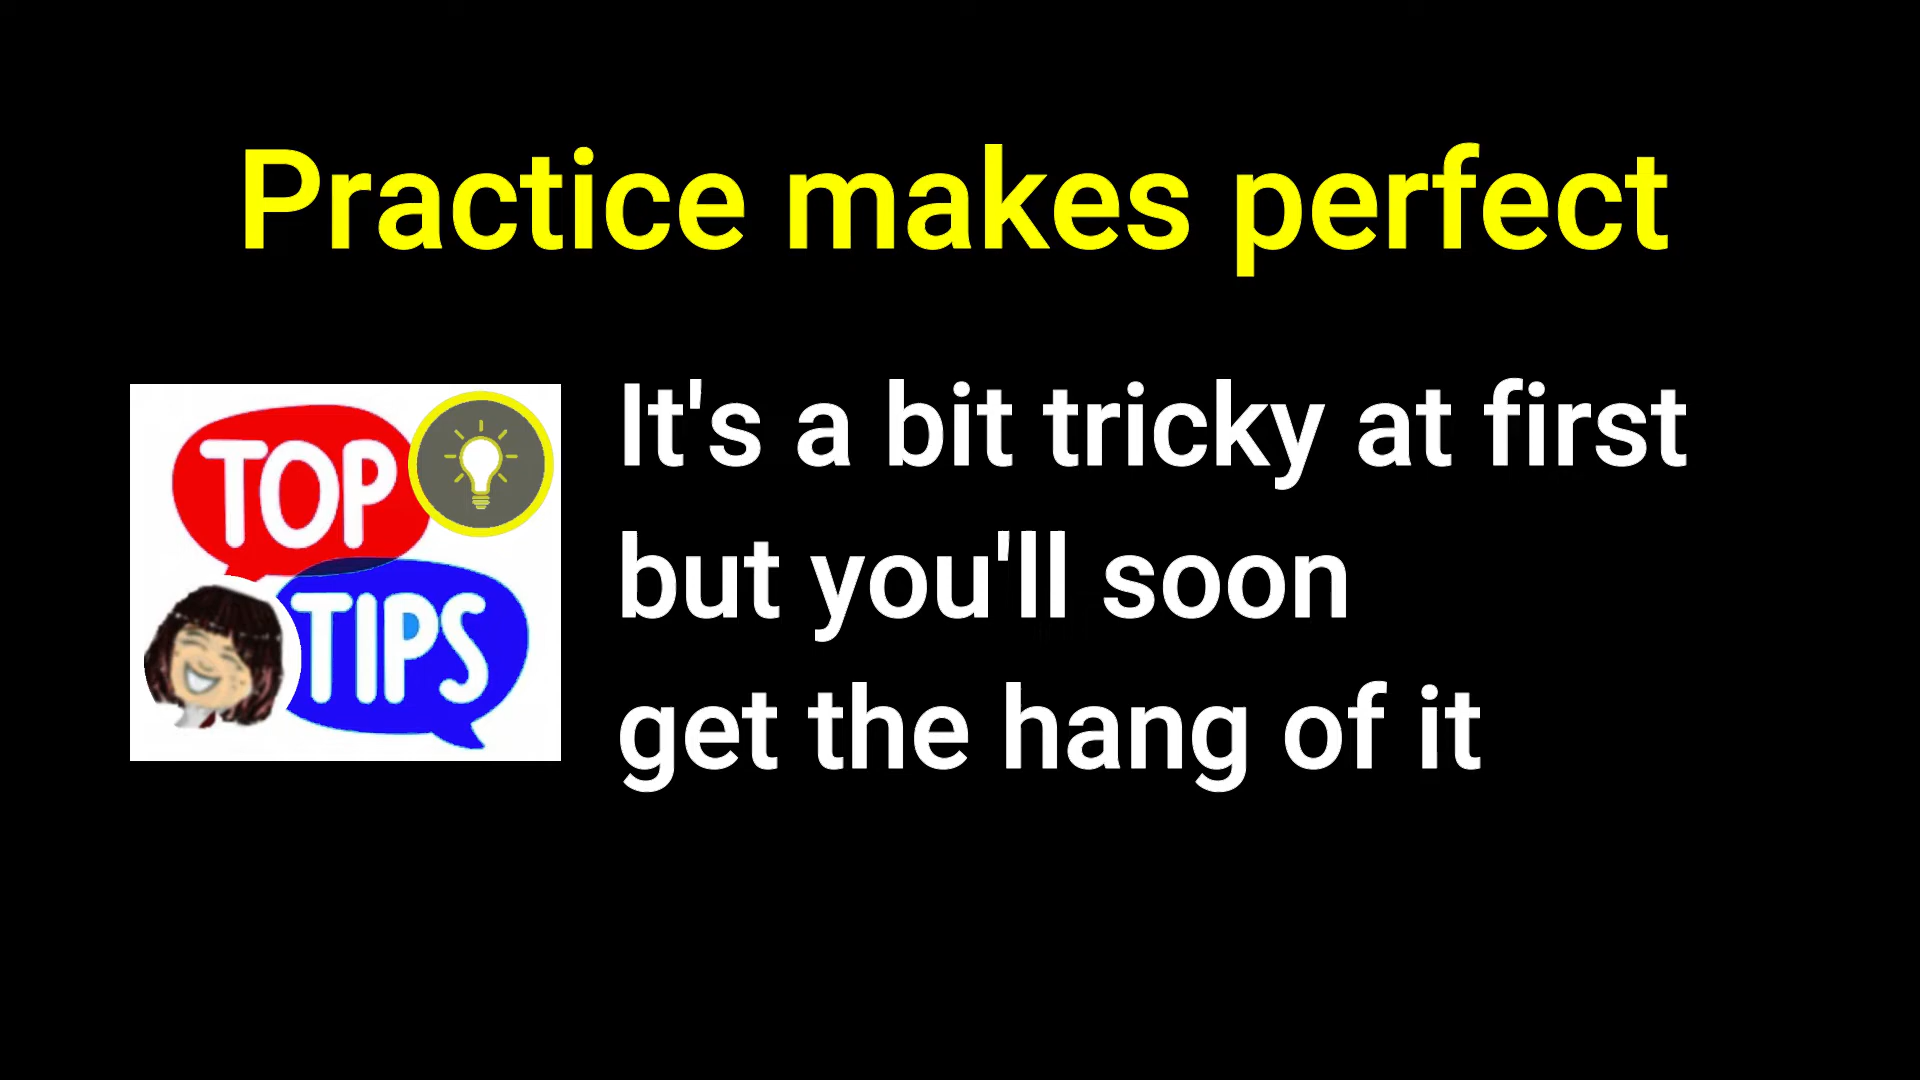 Practice makes perfect
TOP
TIPS
It's a bit tricky at first
but you'll soon
get the hang of it